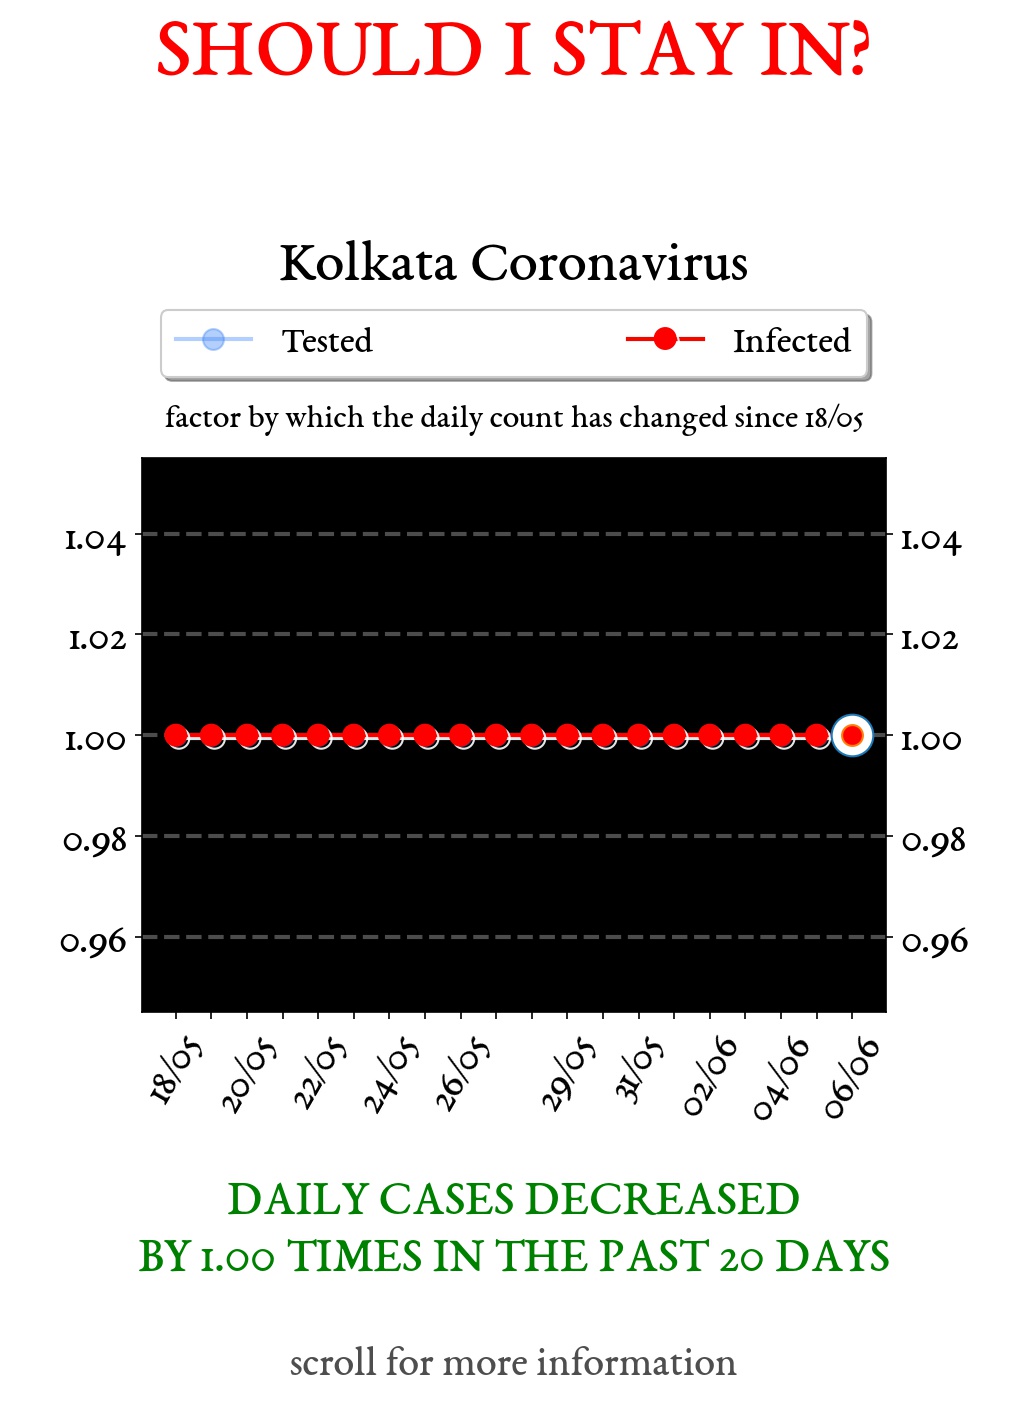 SHOULD I STAY IN?
Kolkata Coronavirus
Tested Infected
factor by which the daily count has changed since 18/05
1.04 1.04
1.02 1.02
1.00 1.00
0.98 0.98
0.96 0.96
18/05 20/05 22/05 24/05 26/05 29/05 31/05 02/06 04/06 06/06
DAILY CASES DECREASED
BY 1.00 TIMES IN THE PAST 20 DAYS
scroll for more information